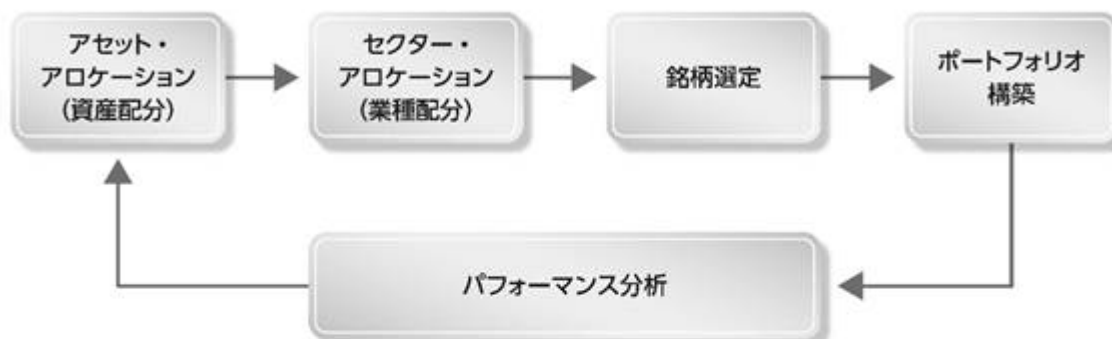 アセット・
アロケーション
（資産配分）
セクター・
アロケーション
（業種配分）
銘柄選定
ポートフォリオ
構築
パフォーマンス分析